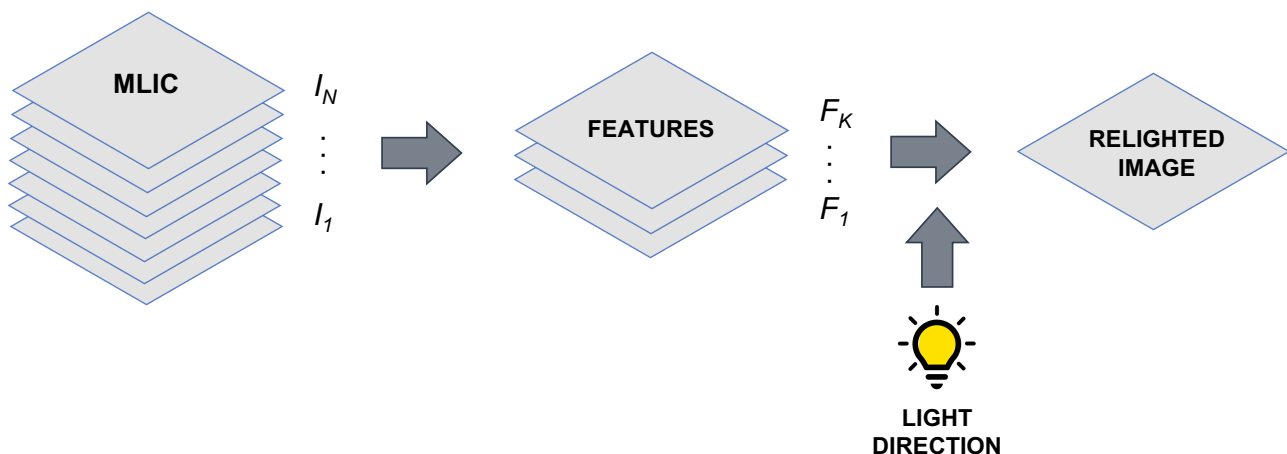 MLIC
I_N
.
.
.
I_1
FEATURES
F_K
.
.
.
F_1
RELIGHTED
IMAGE
LIGHT
DIRECTION